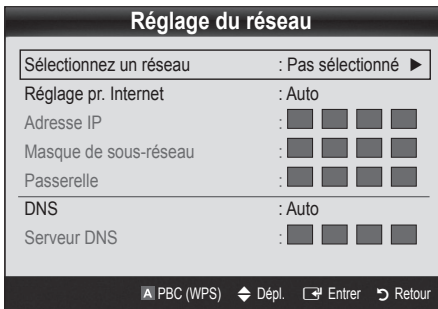 Réglage du réseau
Sélectionnez un réseau : Pas sélectionné ▶
Réglage pr. Internet : Auto
Adresse IP :
Masque de sous-réseau :
Passerelle :
DNS : Auto
Serveur DNS :
A PBC (WPS) Dépl. Entrer Retour